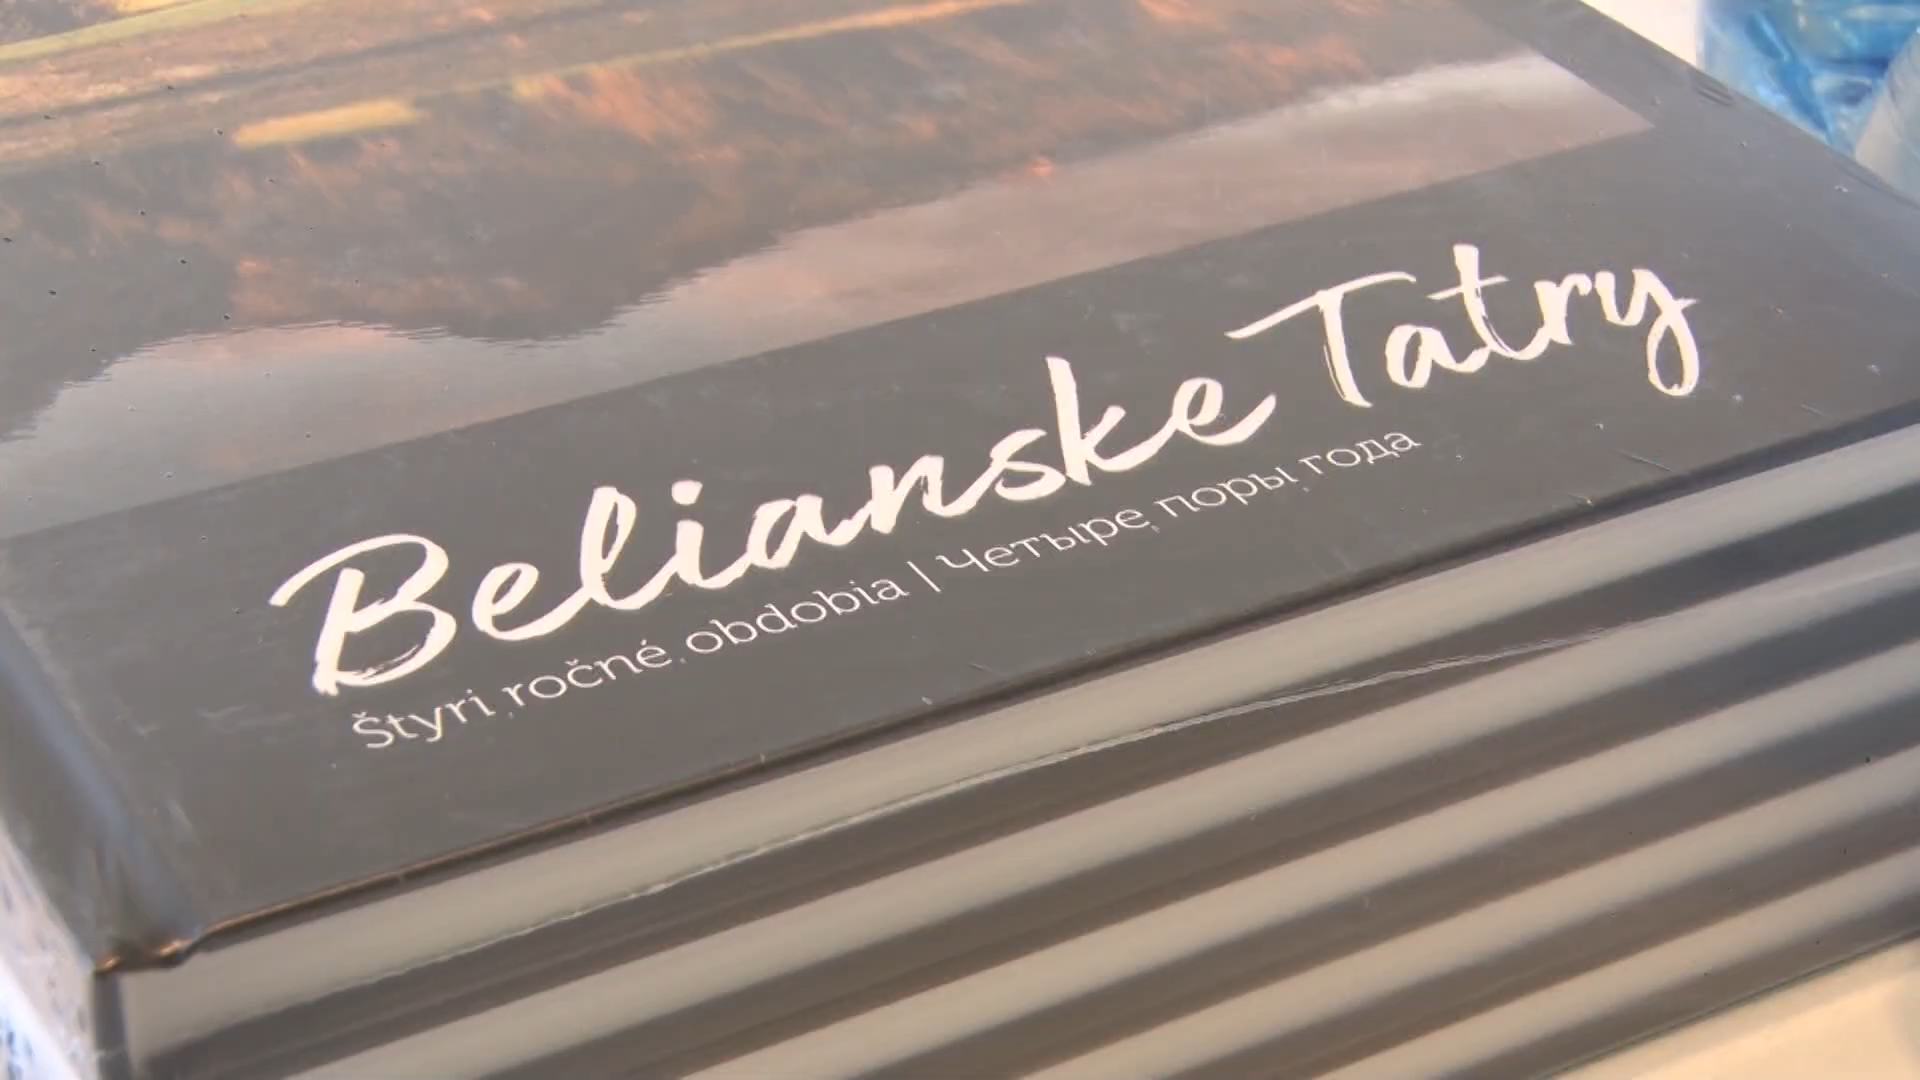 Belianske Tatry
Štyri ročné obdobia | Четыре поры года